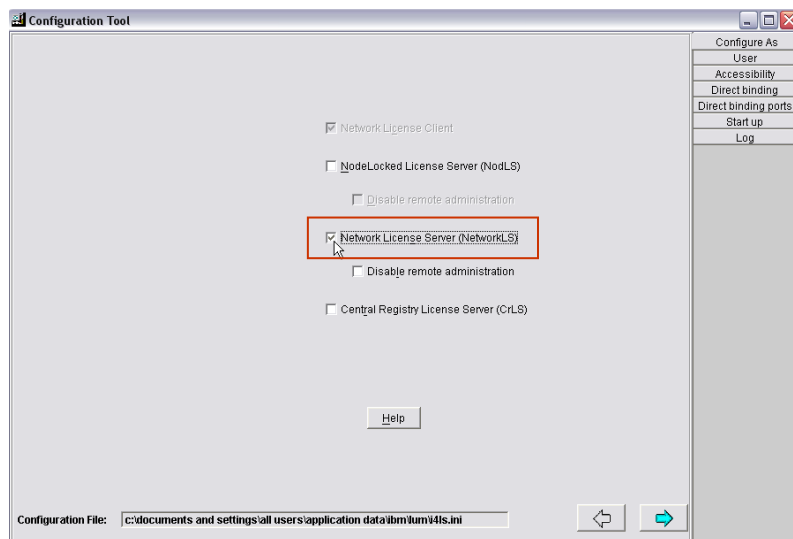 Configuration Tool
Configure As
User
Accessibility
Direct binding
Direct binding ports
Start up
Log
Network License Client
NodeLocked License Server (NodLS)
Disable remote administration
Network License Server (NetworkLS)
Disable remote administration
Central Registry License Server (CrLS)
Help
Configuration File: c:\documents and settings\all users\application data\ibm\lum\i4ls.ini